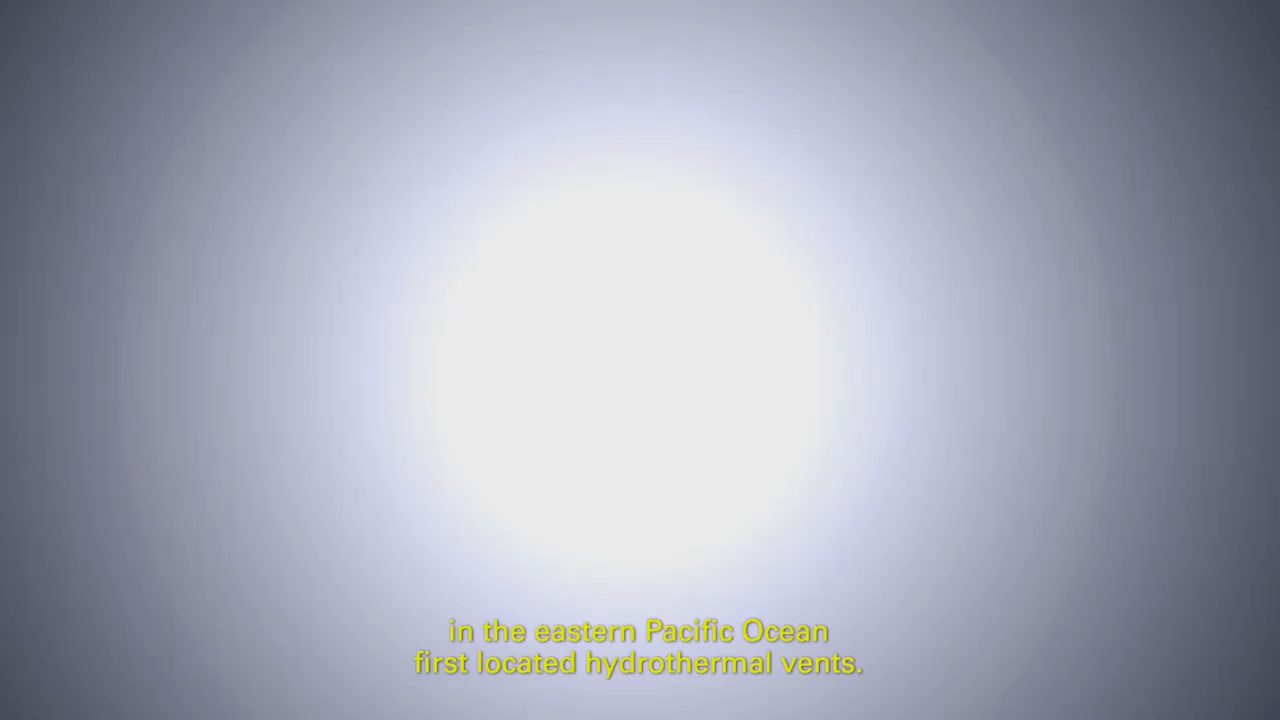 in the eastern Pacific Ocean
first located hydrothermal vents.